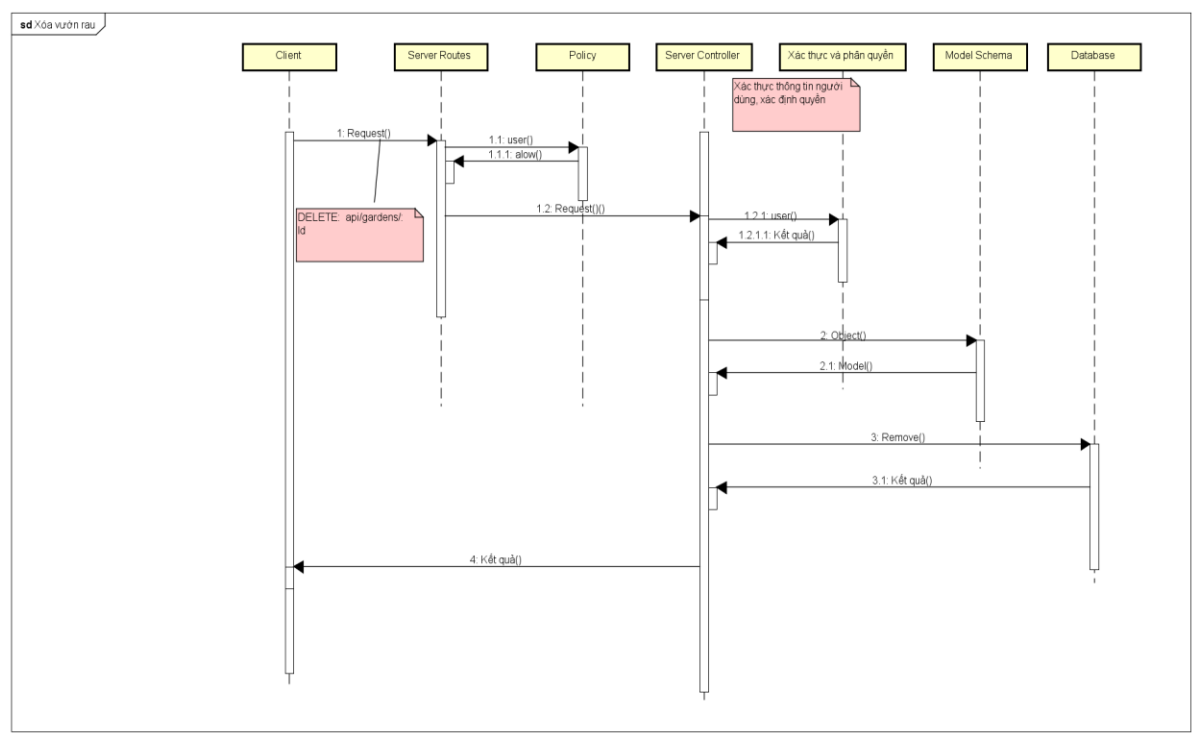 sd Xóa vườn rau
Client
Server Routes
Policy
Server Controller
Xác thực và phân quyền
Model Schema
Database
Xác thực thông tin người
dùng, xác định quyền
1: Request()
1.1: user()
1.1.1: alow()
DELETE: api/gardens/:
Id
1.2: Request()()
1.2.1: user()
1.2.1.1: Kết quả()
2: Object()
2.1: Model()
3: Remove()
3.1: Kết quả()
4: Kết quả()